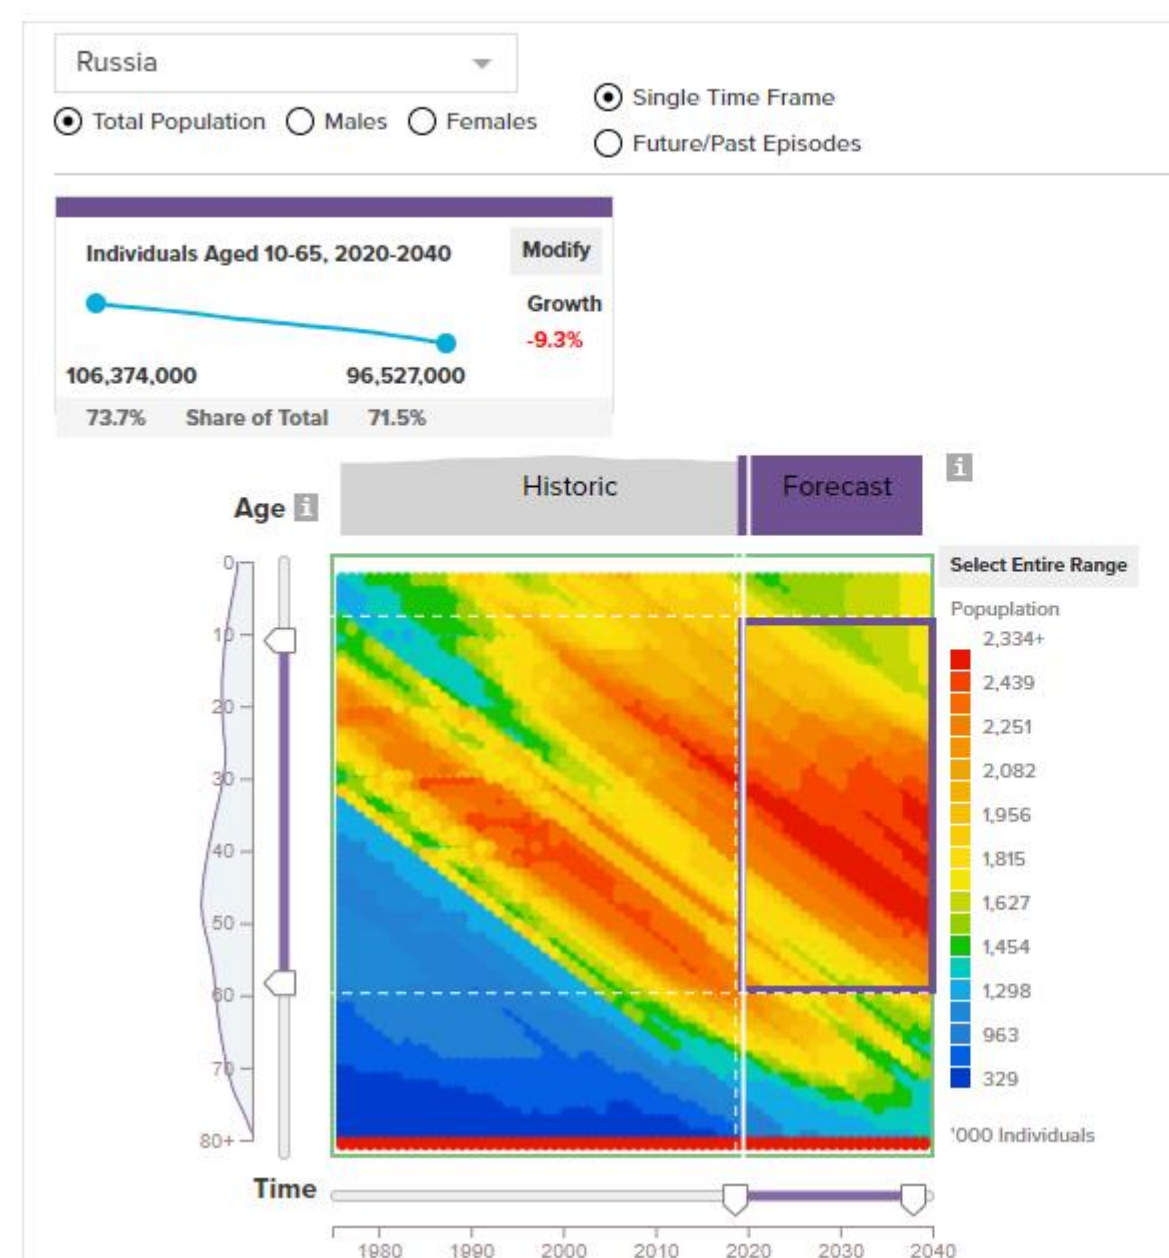 Russia
Total Population Males Females
Single Time Frame
Future/Past Episodes
Individuals Aged 10-65, 2020-2040
Modify
Growth
-9.3%
106,374,000 96,527,000
73.7% Share of Total 71.5%
Historic Forecast
i
Age i
0
10
20
30
40
50
60
70
80+
Select Entire Range
Popuplation
2,334+
2,439
2,251
2,082
1,956
1,815
1,627
1,454
1,298
963
329
'000 Individuals
Time
1980 1990 2000 2010 2020 2030 2040